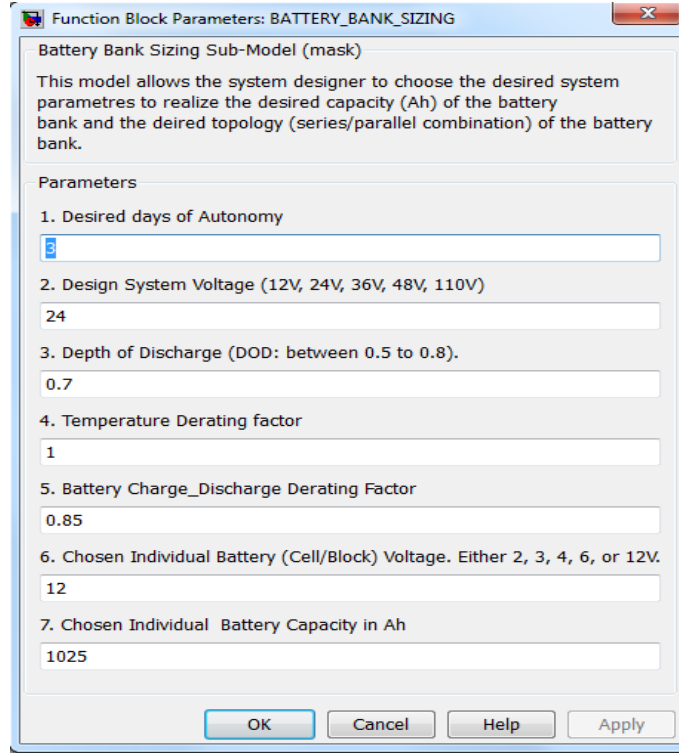 Function Block Parameters: BATTERY_BANK_SIZING
Battery Bank Sizing Sub-Model (mask)
This model allows the system designer to choose the desired system
parametres to realize the desired capacity (Ah) of the battery
bank and the deired topology (series/parallel combination) of the battery
bank.
Parameters
1. Desired days of Autonomy
3
2. Design System Voltage (12V, 24V, 36V, 48V, 110V)
24
3. Depth of Discharge (DOD: between 0.5 to 0.8).
0.7
4. Temperature Derating factor
1
5. Battery Charge_Discharge Derating Factor
0.85
6. Chosen Individual Battery (Cell/Block) Voltage. Either 2, 3, 4, 6, or 12V.
12
7. Chosen Individual  Battery Capacity in Ah
1025
OK Cancel Help Apply